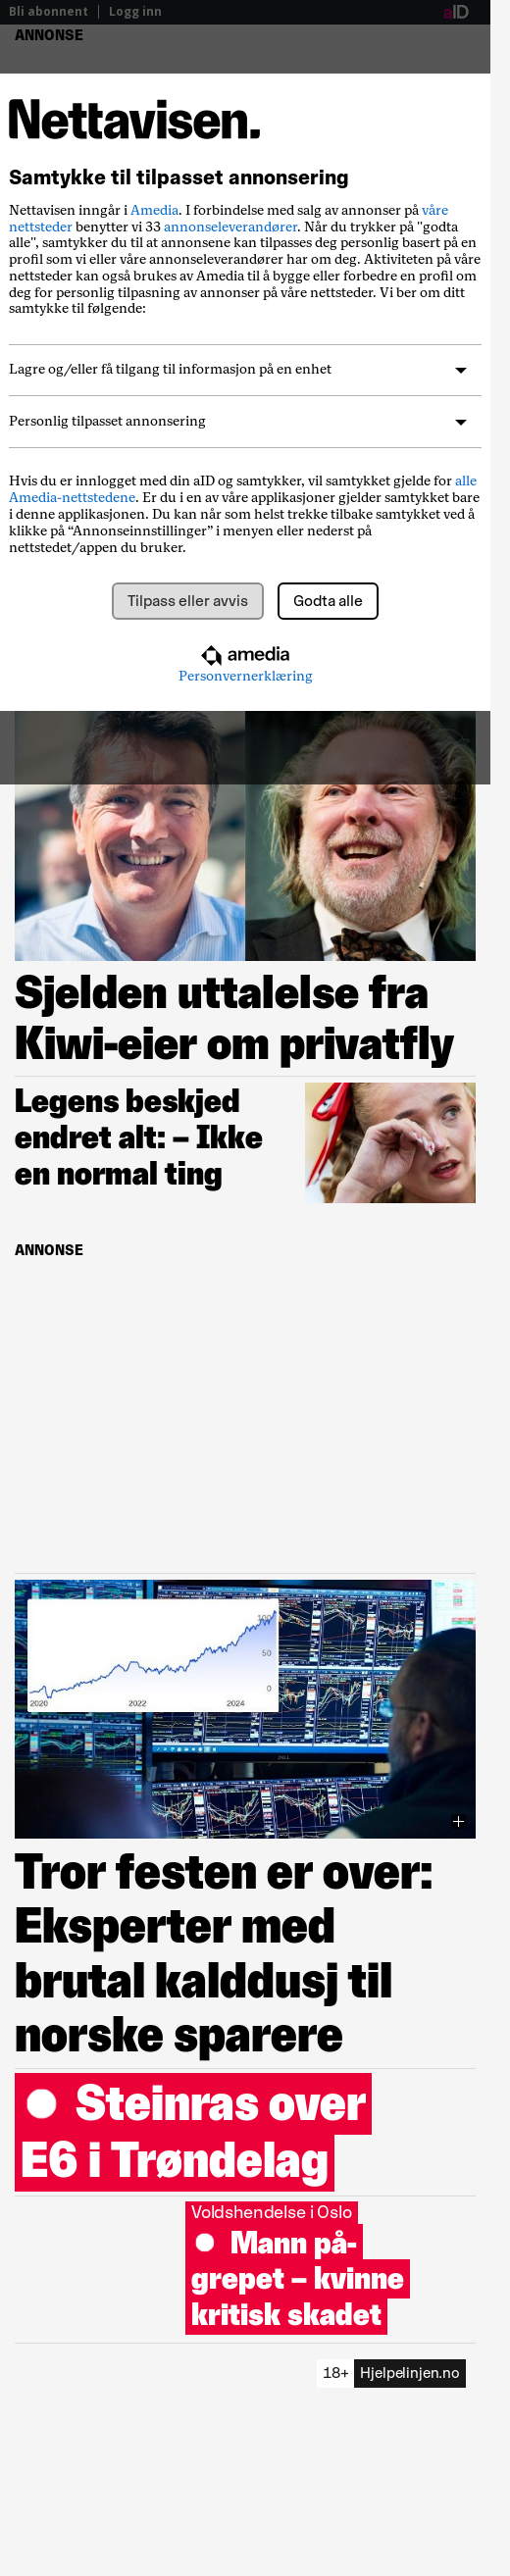 Bli abonnent | Logg inn aID
ANNONSE
Nettavisen.
Samtykke til tilpasset annonsering
Nettavisen inngår i Amedia. I forbindelse med salg av annonser på våre
nettsteder benytter vi 33 annonseleverandører. Når du trykker på "godta
alle", samtykker du til at annonsene kan tilpasses deg personlig basert på en
profil som vi eller våre annonseleverandører har om deg. Aktiviteten på våre
nettsteder kan også brukes av Amedia til å bygge eller forbedre en profil om
deg for personlig tilpasning av annonser på våre nettsteder. Vi ber om ditt
samtykke til følgende:
Lagre og/eller få tilgang til informasjon på en enhet
Personlig tilpasset annonsering
Hvis du er innlogget med din aID og samtykker, vil samtykket gjelde for alle
Amedia-nettstedene. Er du i en av våre applikasjoner gjelder samtykket bare
i denne applikasjonen. Du kan når som helst trekke tilbake samtykket ved å
klikke på “Annonseinnstillinger” i menyen eller nederst på
nettstedet/appen du bruker.
Tilpass eller avvis Godta alle
amedia
Personvernerklæring
Sjelden uttalelse fra
Kiwi-eier om privatfly
Legens beskjed
endret alt: – Ikke
en normal ting
ANNONSE
100
50
0
2020 2022 2024
DELL
Tror festen er over:
Eksperter med
brutal kalddusj til
norske sparere
Steinras over
E6 i Trøndelag
Voldshendelse i Oslo
Mann på-
grepet – kvinne
kritisk skadet
18+ Hjelpelinjen.no